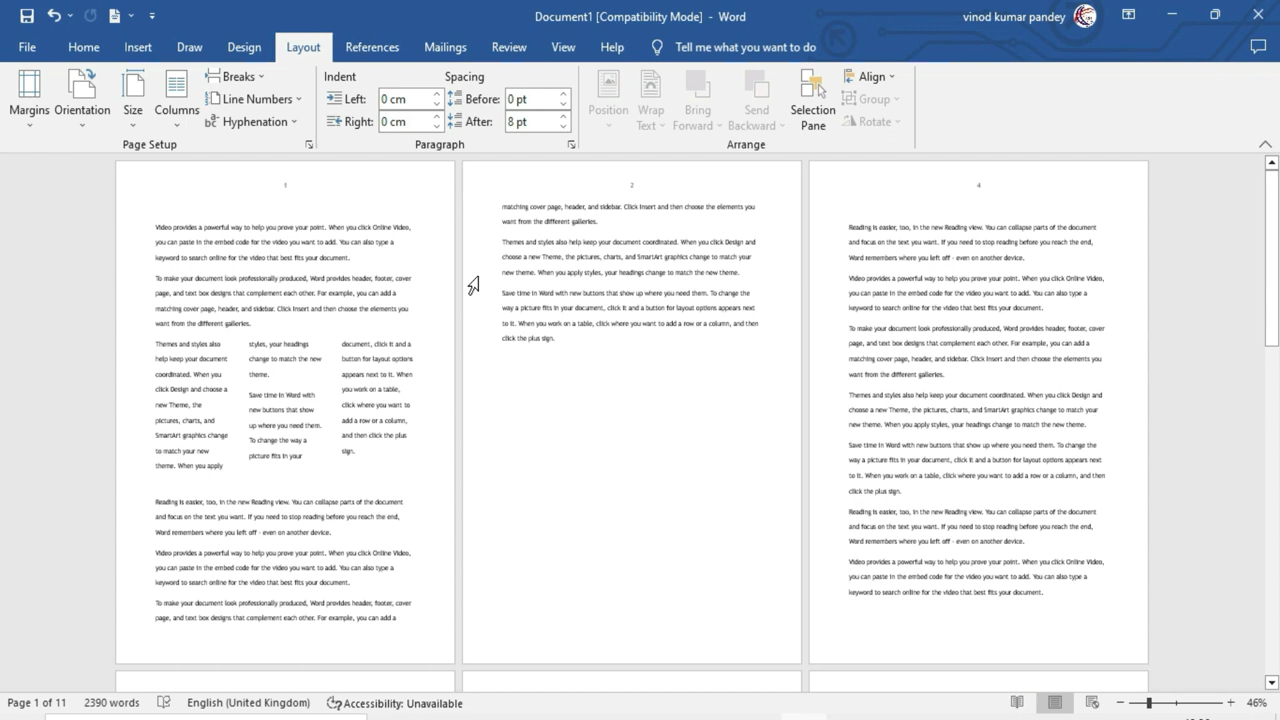 Document1 [Compatibility Mode] - Word
vinod kumar pandey
File Home Insert Draw Design Layout References Mailings Review View Help Tell me what you want to do
Margins
Orientation
Size
Columns
Breaks
Line Numbers
Hyphenation
Page Setup
Indent
Left: 0 cm
Right: 0 cm
Spacing
Before: 0 pt
After: 8 pt
Paragraph
Position
Wrap
Text
Bring
Forward
Send
Backward
Selection
Pane
Align
Group
Rotate
Arrange
1
Video provides a powerful way to help you prove your point. When you click Online Video,
you can paste in the embed code for the video you want to add. You can also type a
keyword to search online for the video that best fits your document.
To make your document look professionally produced, Word provides header, footer, cover
page, and text box designs that complement each other. For example, you can add a
matching cover page, header, and sidebar. Click Insert and then choose the elements you
want from the different galleries.
Themes and styles also
help keep your document
coordinated. When you
click Design and choose a
new Theme, the
pictures, charts, and
SmartArt graphics change
to match your new
theme. When you apply
styles, your headings
change to match the new
theme.
Save time in Word with
new buttons that show
up where you need them.
To change the way a
picture fits in your
document, click it and a
button for layout options
appears next to it. When
you work on a table,
click where you want to
add a row or a column,
and then click the plus
sign.
Reading is easier, too, in the new Reading view. You can collapse parts of the document
and focus on the text you want. If you need to stop reading before you reach the end,
Word remembers where you left off - even on another device.
Video provides a powerful way to help you prove your point. When you click Online Video,
you can paste in the embed code for the video you want to add. You can also type a
keyword to search online for the video that best fits your document.
To make your document look professionally produced, Word provides header, footer, cover
page, and text box designs that complement each other. For example, you can add a
2
matching cover page, header, and sidebar. Click Insert and then choose the elements you
want from the different galleries.
Themes and styles also help keep your document coordinated. When you click Design and
choose a new Theme, the pictures, charts, and SmartArt graphics change to match your
new theme. When you apply styles, your headings change to match the new theme.
Save time in Word with new buttons that show up where you need them. To change the
way a picture fits in your document, click it and a button for layout options appears next
to it. When you work on a table, click where you want to add a row or a column, and then
click the plus sign.
4
Reading is easier, too, in the new Reading view. You can collapse parts of the document
and focus on the text you want. If you need to stop reading before you reach the end,
Word remembers where you left off - even on another device.
Video provides a powerful way to help you prove your point. When you click Online Video,
you can paste in the embed code for the video you want to add. You can also type a
keyword to search online for the video that best fits your document.
To make your document look professionally produced, Word provides header, footer, cover
page, and text box designs that complement each other. For example, you can add a
matching cover page, header, and sidebar. Click Insert and then choose the elements you
want from the different galleries.
Themes and styles also help keep your document coordinated. When you click Design and
choose a new Theme, the pictures, charts, and SmartArt graphics change to match your
new theme. When you apply styles, your headings change to match the new theme.
Save time in Word with new buttons that show up where you need them. To change the
way a picture fits in your document, click it and a button for layout options appears next
to it. When you work on a table, click where you want to add a row or a column, and then
click the plus sign.
Reading is easier, too, in the new Reading view. You can collapse parts of the document
and focus on the text you want. If you need to stop reading before you reach the end,
Word remembers where you left off - even on another device.
Video provides a powerful way to help you prove your point. When you click Online Video,
you can paste in the embed code for the video you want to add. You can also type a
keyword to search online for the video that best fits your document.
Page 1 of 11 2390 words English (United Kingdom) Accessibility: Unavailable 46%